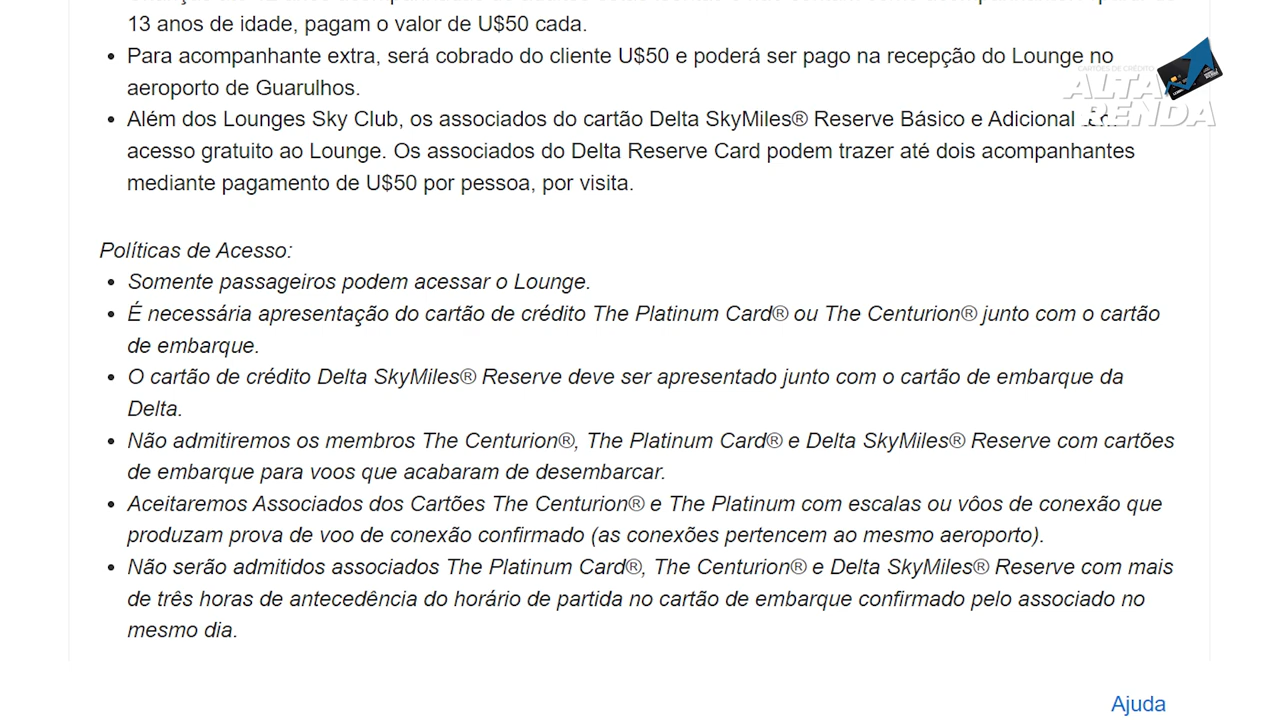 13 anos de idade, pagam o valor de U$50 cada.
Para acompanhante extra, será cobrado do cliente U$50 e poderá ser pago na recepção do Lounge no
aeroporto de Guarulhos.
CARTÕES DE CRÉDITO
ALTA
RENDA
Além dos Lounges Sky Club, os associados do cartão Delta SkyMiles® Reserve Básico e Adicional
acesso gratuito ao Lounge. Os associados do Delta Reserve Card podem trazer até dois acompanhantes
mediante pagamento de U$50 por pessoa, por visita.
Políticas de Acesso:
Somente passageiros podem acessar o Lounge.
É necessária apresentação do cartão de crédito The Platinum Card® ou The Centurion® junto com o cartão
de embarque.
O cartão de crédito Delta SkyMiles® Reserve deve ser apresentado junto com o cartão de embarque da
Delta.
Não admitiremos os membros The Centurion®, The Platinum Card® e Delta SkyMiles® Reserve com cartões
de embarque para voos que acabaram de desembarcar.
Aceitaremos Associados dos Cartões The Centurion® e The Platinum com escalas ou vôos de conexão que
produzam prova de voo de conexão confirmado (as conexões pertencem ao mesmo aeroporto).
Não serão admitidos associados The Platinum Card®, The Centurion® e Delta SkyMiles® Reserve com mais
de três horas de antecedência do horário de partida no cartão de embarque confirmado pelo associado no
mesmo dia.
Ajuda